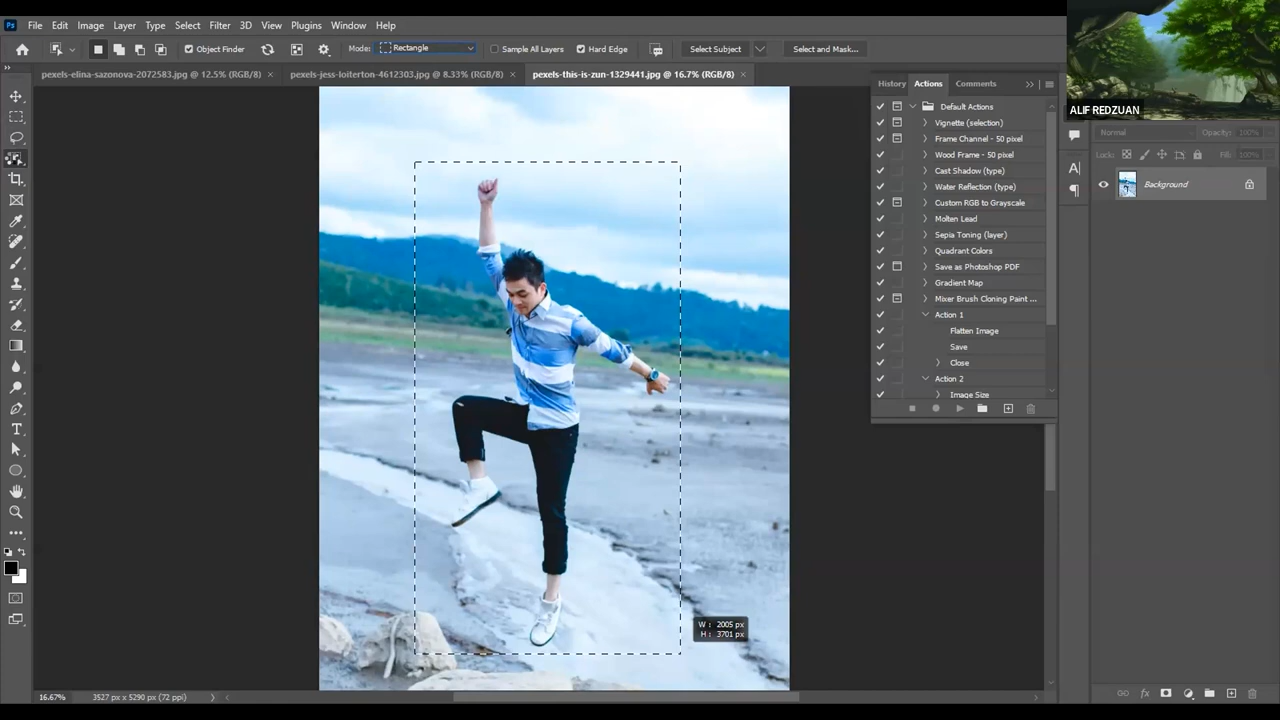 Ps File Edit Image Layer Type Select Filter 3D View Plugins Window Help
Object Finder Mode: Rectangle Sample All Layers Hard Edge Select Subject Select and Mask...
pexels-elina-sazonova-2072583.jpg @ 12.5% (RGB/8) × pexels-jess-loiterton-4612303.jpg @ 8.33% (RGB/8) × pexels-this-is-zun-1329441.jpg @ 16.7% (RGB/8) ×
ALIF REDZUAN
History Actions Comments
Default Actions
Vignette (selection)
Frame Channel - 50 pixel
Wood Frame - 50 pixel
Cast Shadow (type)
Water Reflection (type)
Custom RGB to Grayscale
Molten Lead
Sepia Toning (layer)
Quadrant Colors
Save as Photoshop PDF
Gradient Map
Mixer Brush Cloning Paint ...
Action 1
Flatten Image
Save
Close
Action 2
Image Size
Normal Opacity: 100%
Lock: Fill: 100%
Background
W : 2005 px
H : 3701 px
16.67% 3527 px x 5290 px (72 ppi)